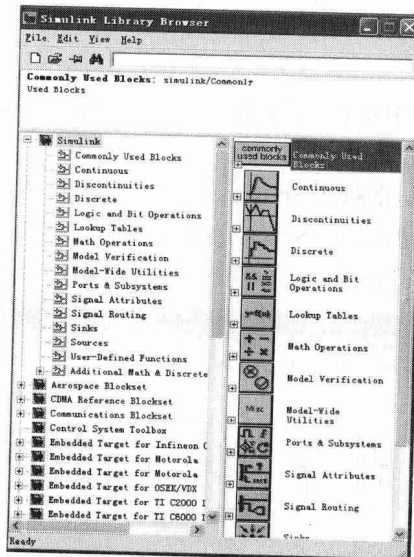 Simulink Library Browser
File Edit View Help
Commonly Used Blocks: simulink/Commonly
Used Blocks
Simulink
Commonly Used Blocks
Continuous
Discontinuities
Discrete
Logic and Bit Operations
Lookup Tables
Math Operations
Model Verification
Model-Wide Utilities
Ports & Subsystems
Signal Attributes
Signal Routing
Sinks
Sources
User-Defined Functions
Additional Math & Discrete
Aerospace Blockset
CDMA Reference Blockset
Communications Blockset
Control System Toolbox
Embedded Target for Infineon C
Embedded Target for Motorola
Embedded Target for Motorola
Embedded Target for OSEK/VDX
Embedded Target for TI C2000 I
Embedded Target for TI C6000 I
commonly
used blocks
Commonly Used
Blocks
Continuous
Discontinuities
Discrete
Logic and Bit
Operations
y=f(u)
Lookup Tables
Math Operations
Model Verification
Misc
Model-Wide
Utilities
Ports & Subsystems
Signal Attributes
Signal Routing
Sinks
Ready